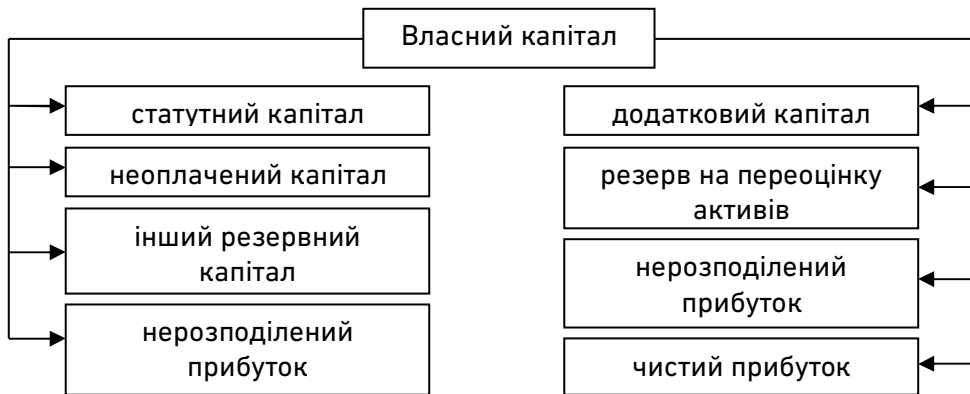 Власний капітал
статутний капітал
неоплачений капітал
інший резервний
капітал
нерозподілений
прибуток
додатковий капітал
резерв на переоцінку
активів
нерозподілений
прибуток
чистий прибуток